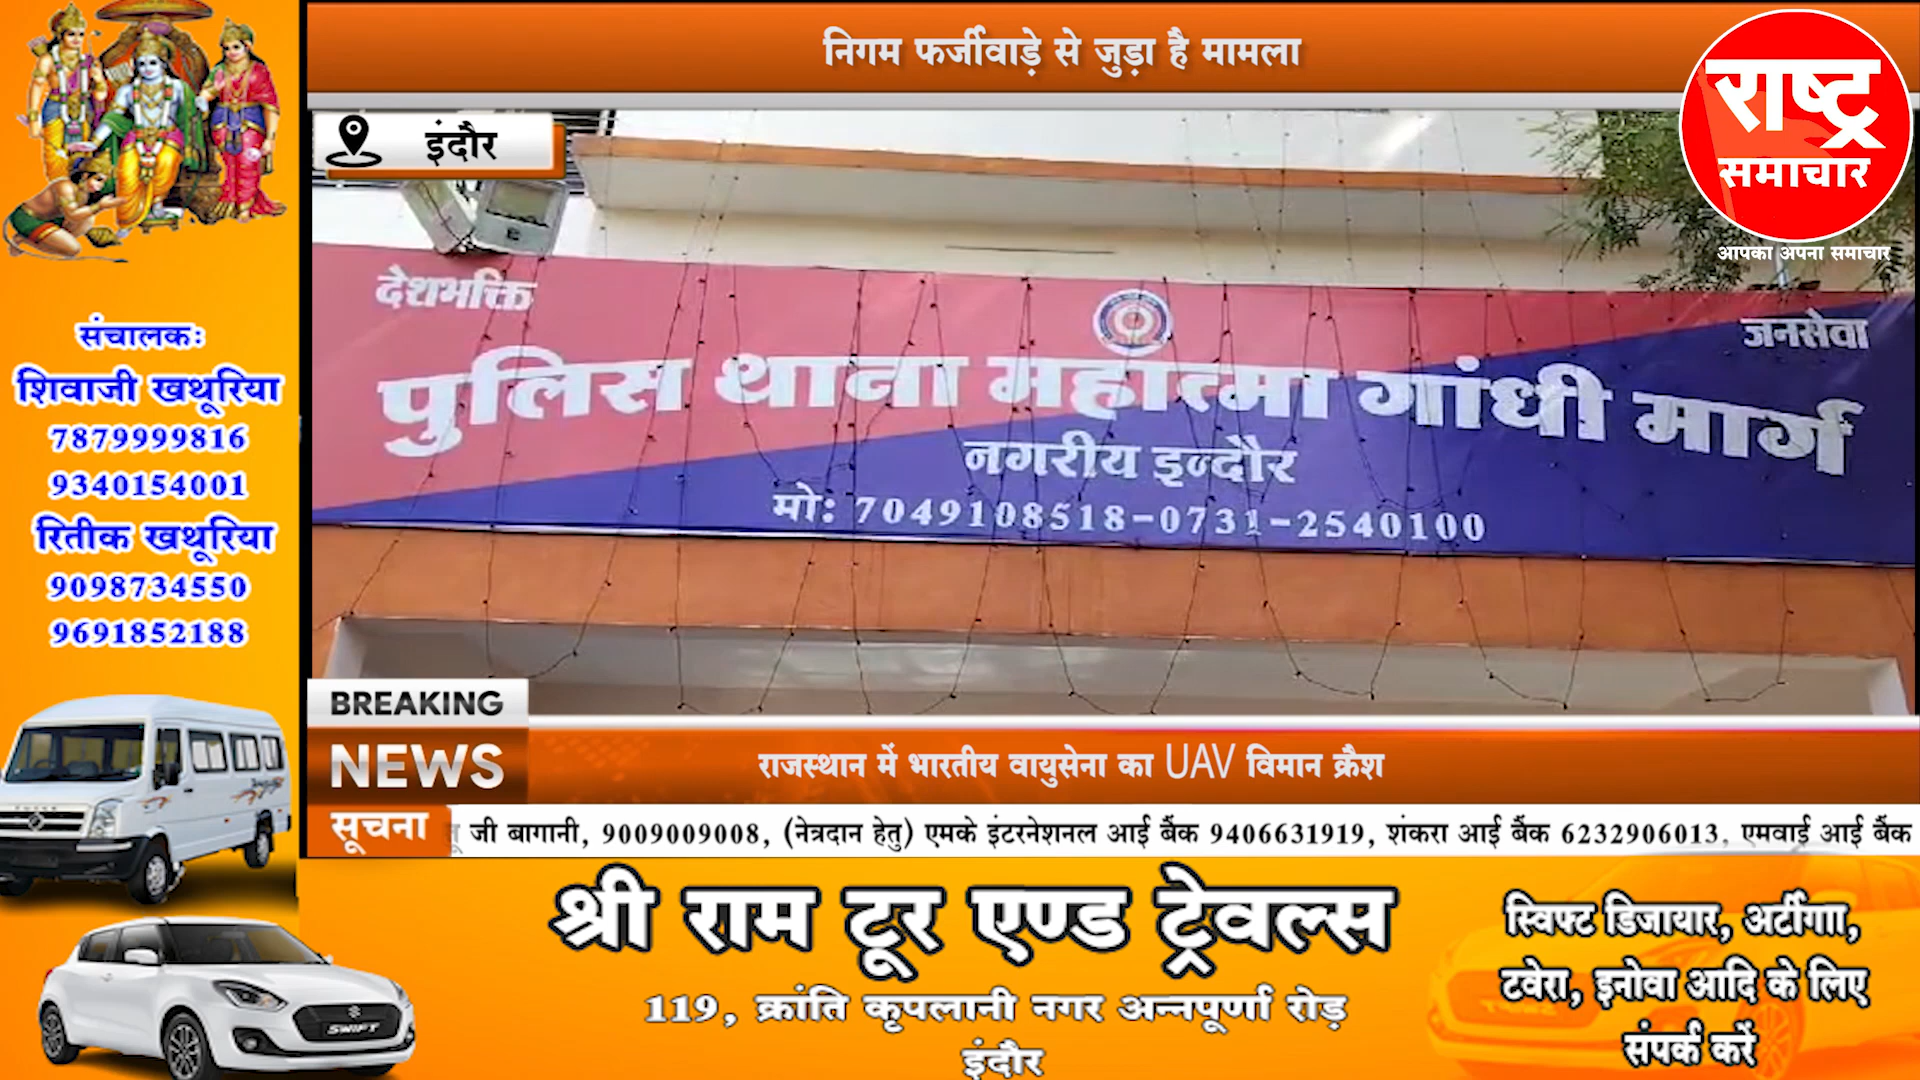 निगम फर्जीवाड़े से जुड़ा है मामला
राष्ट्र
समाचार
आपका अपना समाचार
इंदौर
देशभक्ति
जनसेवा
पुलिस थाना महात्मा गांधी मार्ग
नगरीय इन्दौर
मो: 7049108518-0731-2540100
संचालक:
शिवाजी खथूरिया
7879999816
9340154001
रितीक खथूरिया
9098734550
9691852188
BREAKING
NEWS
राजस्थान में भारतीय वायुसेना का UAV विमान क्रैश
सूचना
जी बागानी, 9009009008, (नेत्रदान हेतु) एमके इंटरनेशनल आई बैंक 9406631919, शंकरा आई बैंक 6232906013, एमवाई आई बैंक
श्री राम टूर एण्ड ट्रेवल्स
119, क्रांति कृपलानी नगर अन्नपूर्णा रोड़
इंदौर
स्विफ्ट डिजायार, अर्टीगाा,
टवेरा, इनोवा आदि के लिए
संपर्क करें
SWIFT